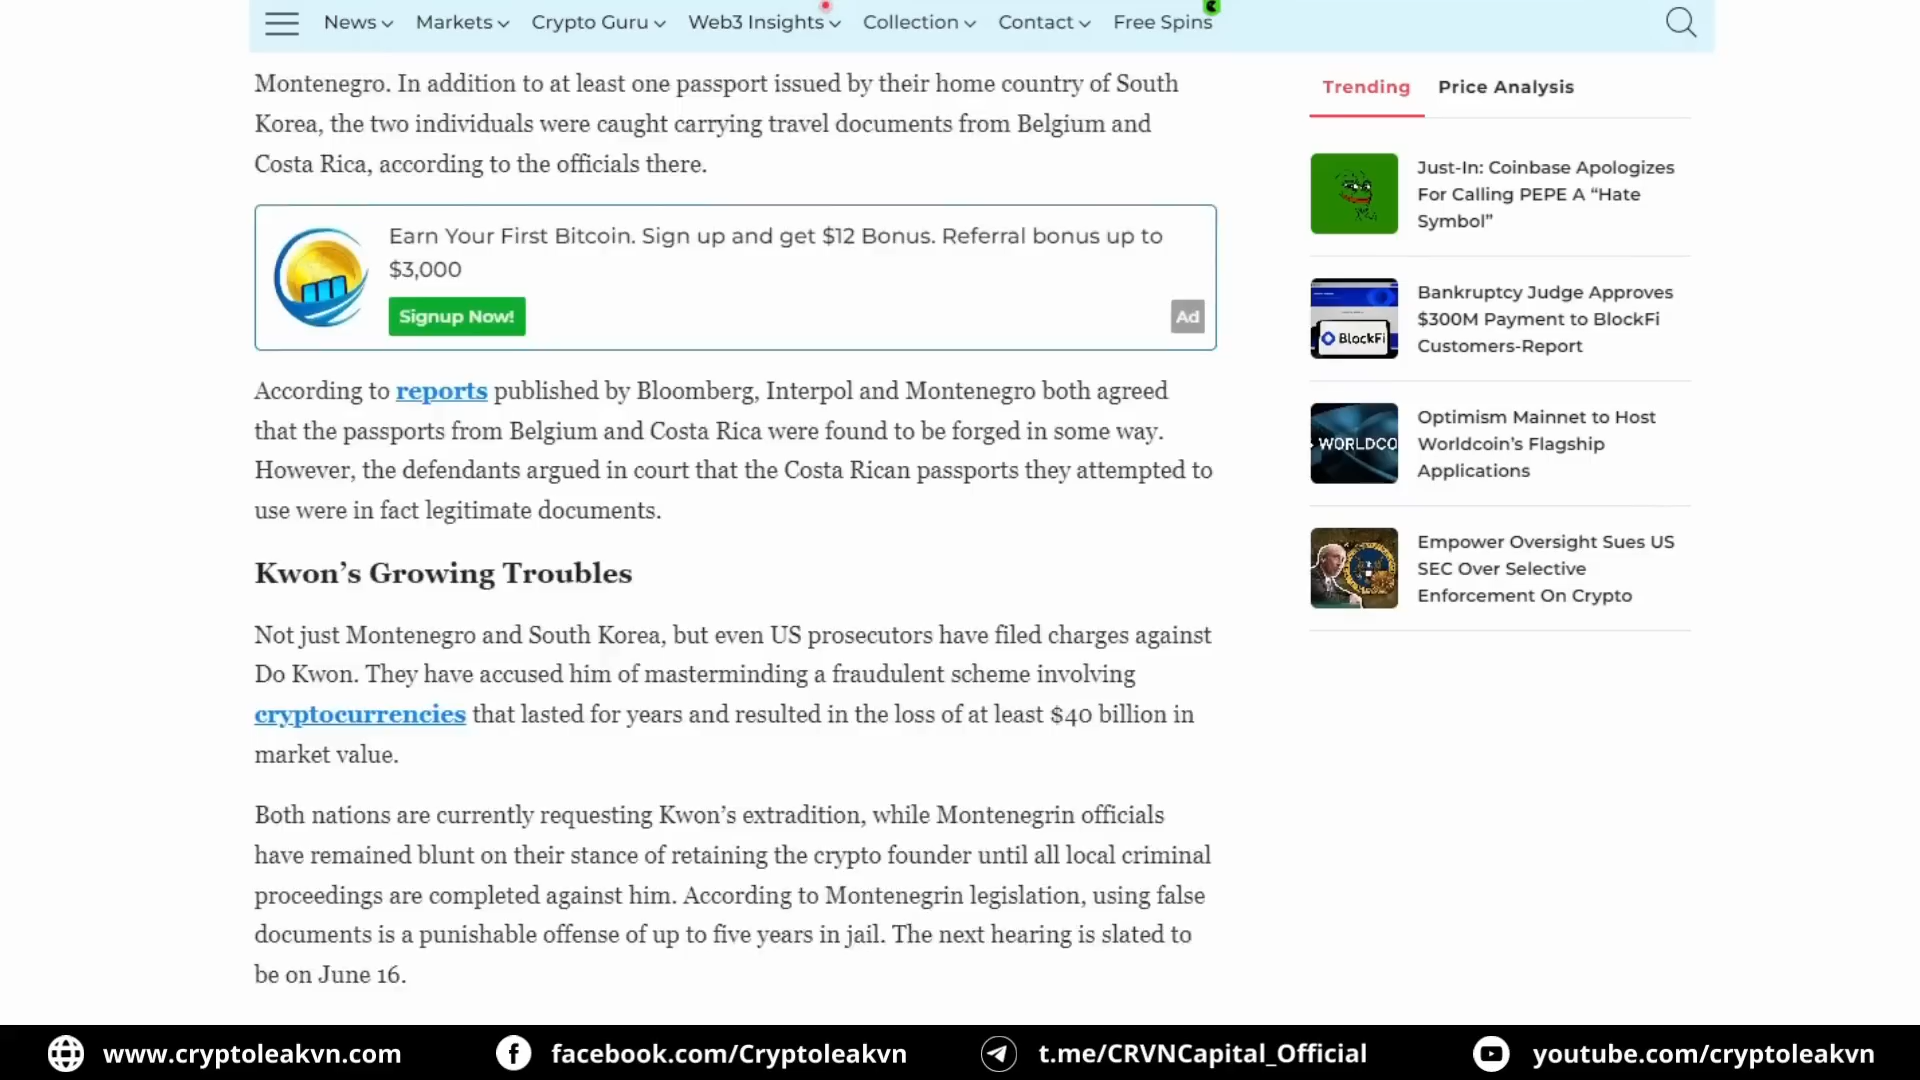 News
Markets
Crypto Guru
Web3 Insights
Collection
Contact
Free Spins
Montenegro. In addition to at least one passport issued by their home country of South
Korea, the two individuals were caught carrying travel documents from Belgium and
Costa Rica, according to the officials there.
Earn Your First Bitcoin. Sign up and get $12 Bonus. Referral bonus up to
$3,000
Signup Now!
Ad
According to reports published by Bloomberg, Interpol and Montenegro both agreed
that the passports from Belgium and Costa Rica were found to be forged in some way.
However, the defendants argued in court that the Costa Rican passports they attempted to
use were in fact legitimate documents.
Kwon’s Growing Troubles
Not just Montenegro and South Korea, but even US prosecutors have filed charges against
Do Kwon. They have accused him of masterminding a fraudulent scheme involving
cryptocurrencies that lasted for years and resulted in the loss of at least $40 billion in
market value.
Both nations are currently requesting Kwon’s extradition, while Montenegrin officials
have remained blunt on their stance of retaining the crypto founder until all local criminal
proceedings are completed against him. According to Montenegrin legislation, using false
documents is a punishable offense of up to five years in jail. The next hearing is slated to
be on June 16.
Trending
Price Analysis
Just-In: Coinbase Apologizes
For Calling PEPE A “Hate
Symbol”
BlockFi
Bankruptcy Judge Approves
$300M Payment to BlockFi
Customers-Report
WORLDCO
Optimism Mainnet to Host
Worldcoin’s Flagship
Applications
Empower Oversight Sues US
SEC Over Selective
Enforcement On Crypto
www.cryptoleakvn.com
facebook.com/Cryptoleakvn
t.me/CRVNCapital_Official
youtube.com/cryptoleakvn